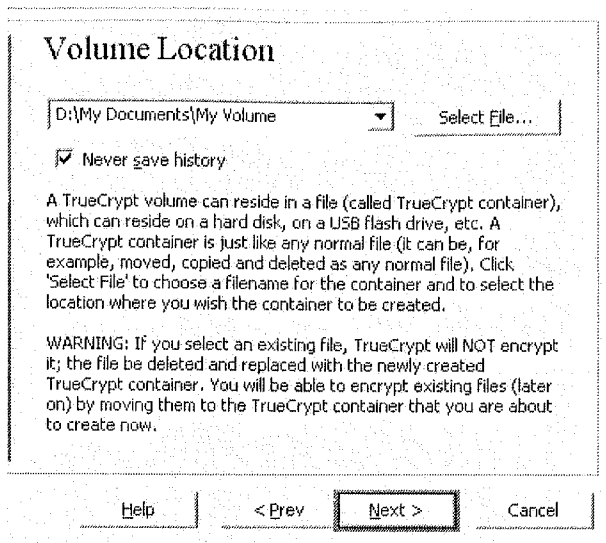 Volume Location
D:\My Documents\My Volume Select File...
Never save history
A TrueCrypt volume can reside in a file (called TrueCrypt container),
which can reside on a hard disk, on a USB flash drive, etc. A
TrueCrypt container is just like any normal file (it can be, for
example, moved, copied and deleted as any normal file). Click
'Select File' to choose a filename for the container and to select the
location where you wish the container to be created.
WARNING: If you select an existing file, TrueCrypt will NOT encrypt
it; the file be deleted and replaced with the newly created
TrueCrypt container. You will be able to encrypt existing files (later
on) by moving them to the TrueCrypt container that you are about
to create now.
Help < Prev Next > Cancel